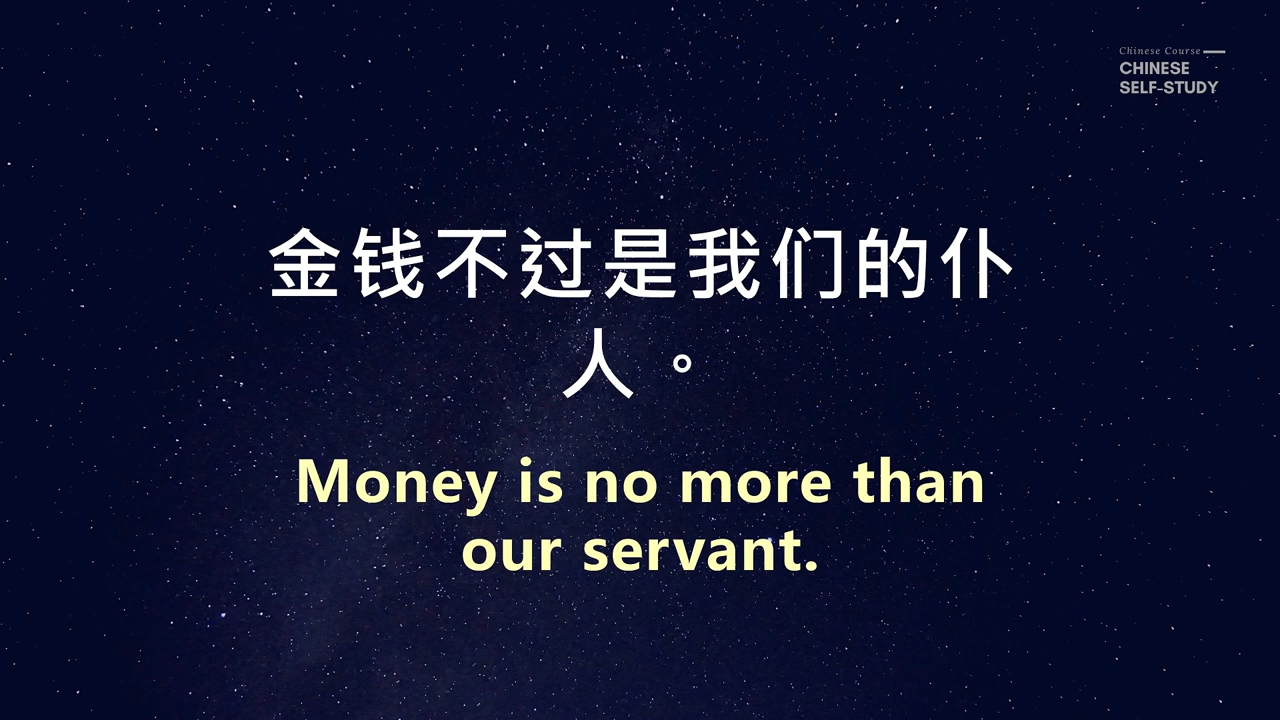 Chinese Course
CHINESE
SELF-STUDY
金钱不过是我们的仆
人。
Money is no more than
our servant.